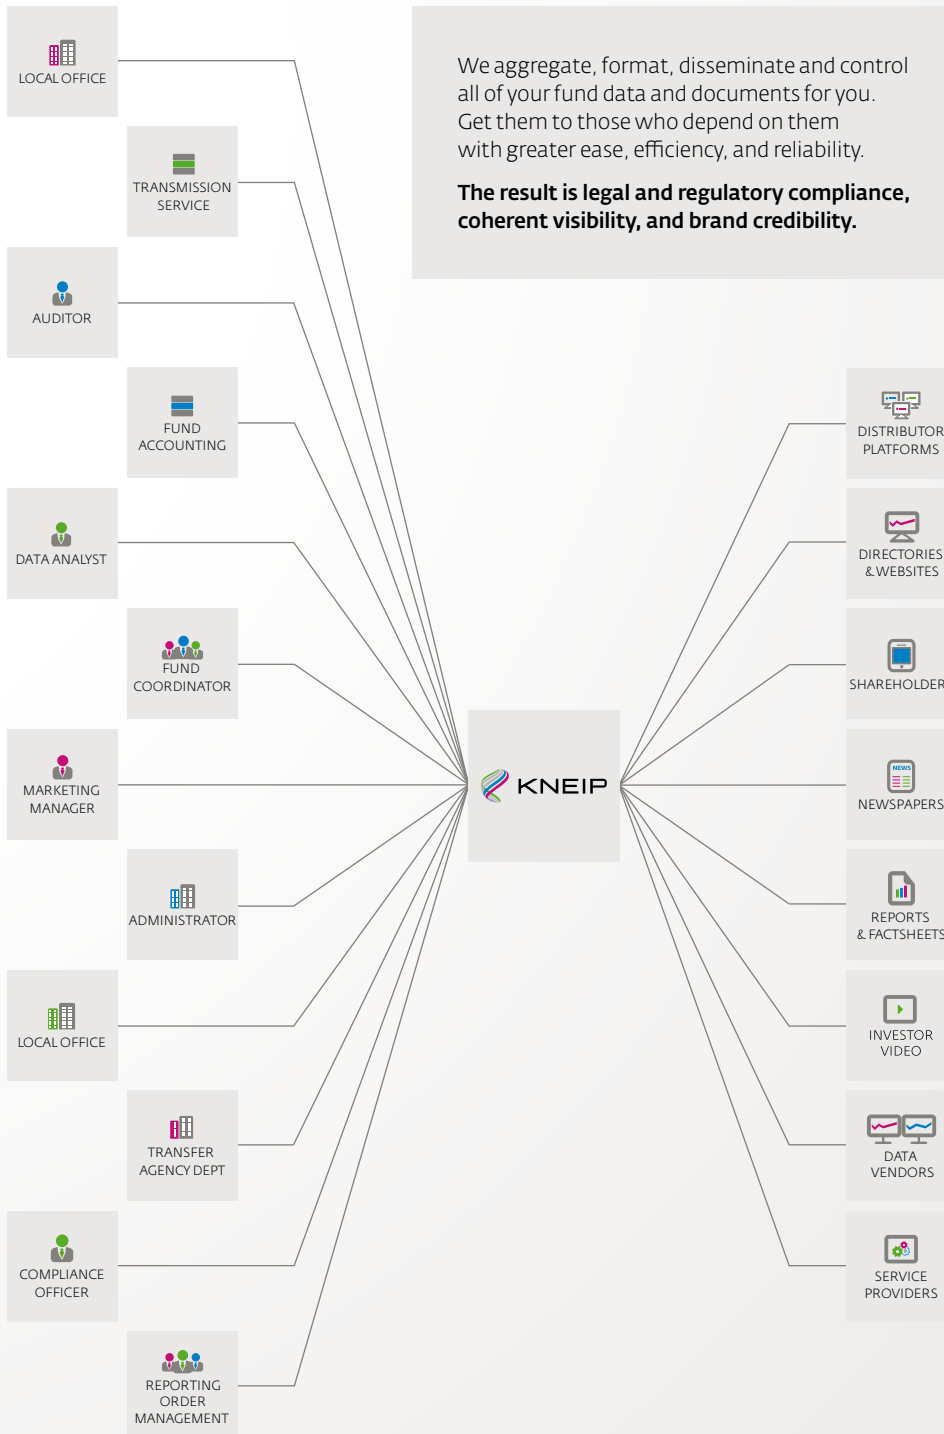 We aggregate, format, disseminate and control
all of your fund data and documents for you.
Get them to those who depend on them
with greater ease, efficiency, and reliability.
The result is legal and regulatory compliance,
coherent visibility, and brand credibility.
LOCAL OFFICE
TRANSMISSION
SERVICE
AUDITOR
FUND
ACCOUNTING
DATA ANALYST
FUND
COORDINATOR
MARKETING
MANAGER
ADMINISTRATOR
LOCAL OFFICE
TRANSFER
AGENCY DEPT
COMPLIANCE
OFFICER
REPORTING
ORDER
MANAGEMENT
KNEIP
DISTRIBUTOR
PLATFORMS
DIRECTORIES
& WEBSITES
SHAREHOLDER
NEWS
NEWSPAPERS
REPORTS
& FACTSHEETS
INVESTOR
VIDEO
DATA
VENDORS
SERVICE
PROVIDERS